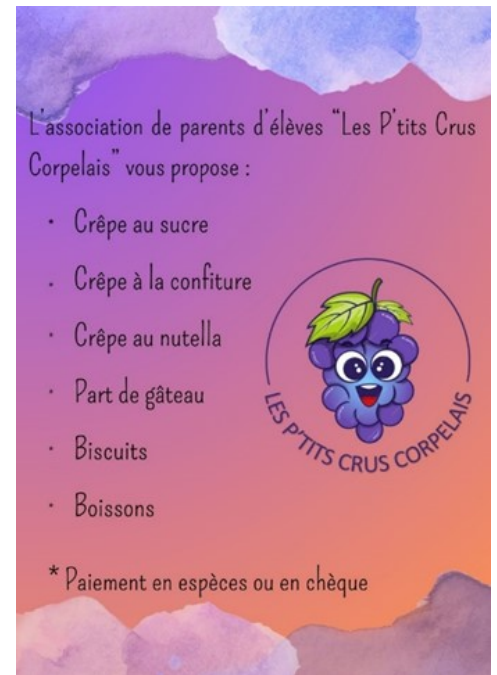 L'association de parents d'élèves “Les P'tits Crus
Corpelais” vous propose :
· Crêpe au sucre
· Crêpe à la confiture
· Crêpe au nutella
· Part de gâteau
· Biscuits
· Boissons
LES P'TITS CRUS CORPELAIS
* Paiement en espèces ou en chèque